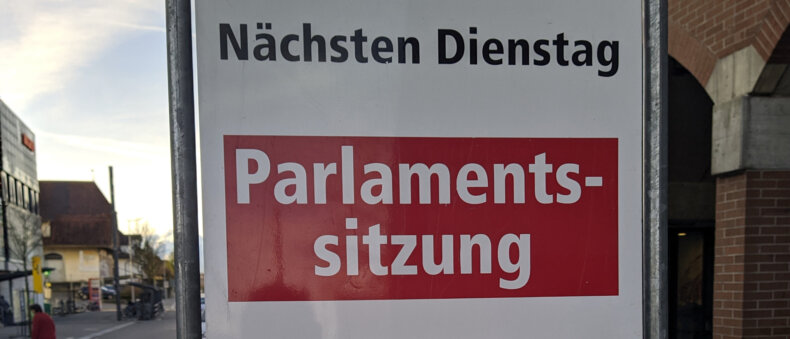 Nächsten Dienstag
Parlaments-
sitzung